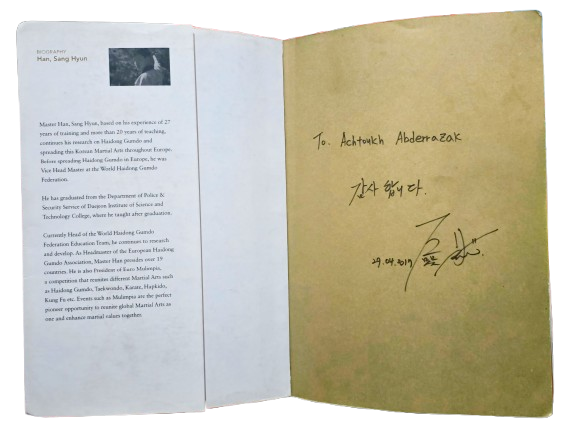 BIOGRAPHY
Han, Sang Hyun
Master Han, Sang Hyun, based on his experience of 27
years of training and more than 20 years of teaching,
continues his research on Haidong Gumdo and
spreading this Korean Martial Arts throughout Europe.
Before spreading Haidong Gumdo in Europe, he was
Vice Head Master at the World Haidong Gumdo
Federation.
He has graduated from the Department of Police &
Security Service of Daejeon Institute of Science and
Technology College, where he taught after graduation.
Currently Head of the World Haidong Gumdo
Federation Education Team, he continues to research
and develop. As Headmaster of the European Haidong
Gumdo Association, Master Han presides over 19
countries. He is also President of Euro Mulimpia,
a competition that reunites different Martial Arts such
as Haidong Gumdo, Taekwondo, Karate, Hapkido,
Kung Fu etc. Events such as Mulimpia are the perfect
pioneer opportunity to reunite global Martial Arts as
one and enhance martial values together.
To. Achtoukh Abderrazak
감사 합니다.
29.04.2019